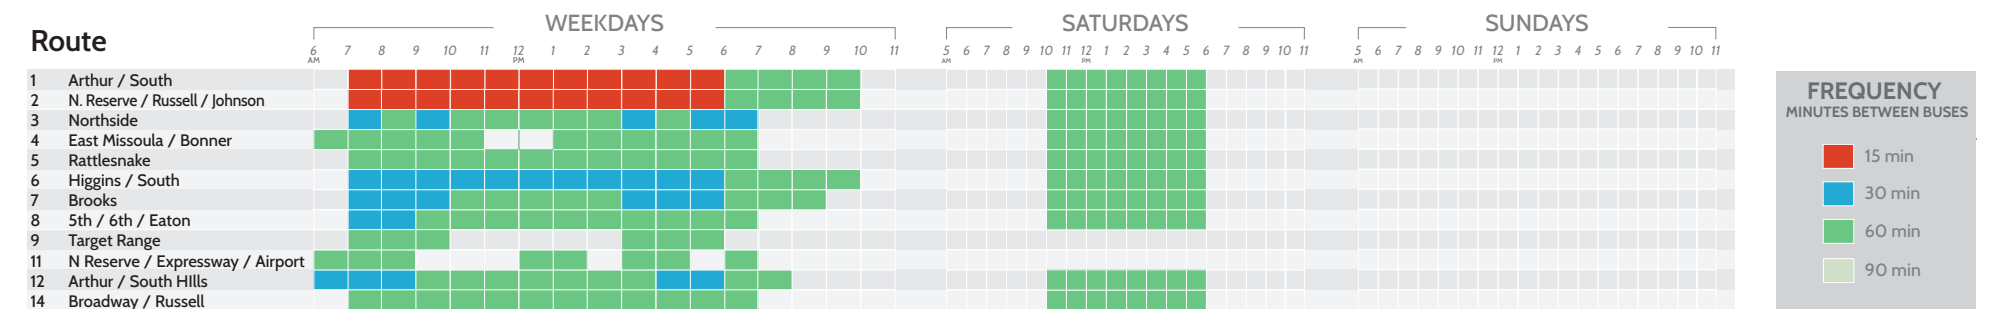 WEEKDAYS SATURDAYS SUNDAYS
Route
6 7 8 9 10 11 12 1 2 3 4 5 6 7 8 9 10 11 5 6 7 8 9 10 11 12 1 2 3 4 5 6 7 8 9 10 11 5 6 7 8 9 10 11 12 1 2 3 4 5 6 7 8 9 10 11
AM PM AM PM AM PM
1 Arthur / South
2 N. Reserve / Russell / Johnson
3 Northside
4 East Missoula / Bonner
5 Rattlesnake
6 Higgins / South
7 Brooks
8 5th / 6th / Eaton
9 Target Range
11 N Reserve / Expressway / Airport
12 Arthur / South HIlls
14 Broadway / Russell
FREQUENCY
MINUTES BETWEEN BUSES
15 min
30 min
60 min
90 min